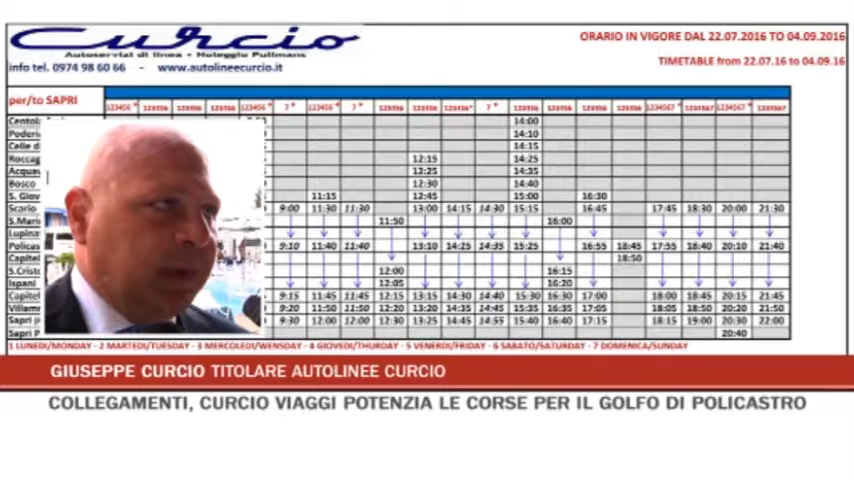 Curcio
Autoservizi di linea • Noleggio Pullmans
info tel. 0974 98 60 66 - www.autolineecurcio.it
ORARIO IN VIGORE DAL 22.07.2016 TO 04.09.2016
TIMETABLE from 22.07.16 to 04.09.16
per/to SAPRI
14:00
14:10
14:15
12:15 14:25
12:25 14:35
Bosco 12:30 14:40
S. Giov 11:15 12:45 15:00 16:30
Scario 9:00 11:30 11:30 13:00 14:15 14:30 15:15 16:45 17:45 18:30 20:00 21:30
11:50 16:00
9:10 11:40 11:40 13:10 14:25 14:35 15:25 16:55 18:45 17:55 18:40 20:10 21:40
18:50
12:00 16:15
Ispani 12:05 16:20
9:15 11:45 11:45 12:15 13:15 14:30 14:40 15:30 16:30 17:00 18:00 18:45 20:15 21:45
9:20 11:50 11:50 12:20 13:20 14:35 14:45 15:35 16:35 17:05 18:05 18:50 20:20 21:50
9:30 12:00 12:00 12:30 13:25 14:45 14:55 15:40 16:40 17:15 18:15 19:00 20:30 22:00
Sapri P 20:40
1 LUNEDI/MONDAY - 2 MARTEDI/TUESDAY - 3 MERCOLEDI/WENSDAY - 4 GIOVEDI/THURDAY - 5 VENERDI/FRIDAY - 6 SABATO/SATURDAY - 7 DOMENICA/SUNDAY
GIUSEPPE CURCIO TITOLARE AUTOLINEE CURCIO
COLLEGAMENTI, CURCIO VIAGGI POTENZIA LE CORSE PER IL GOLFO DI POLICASTRO